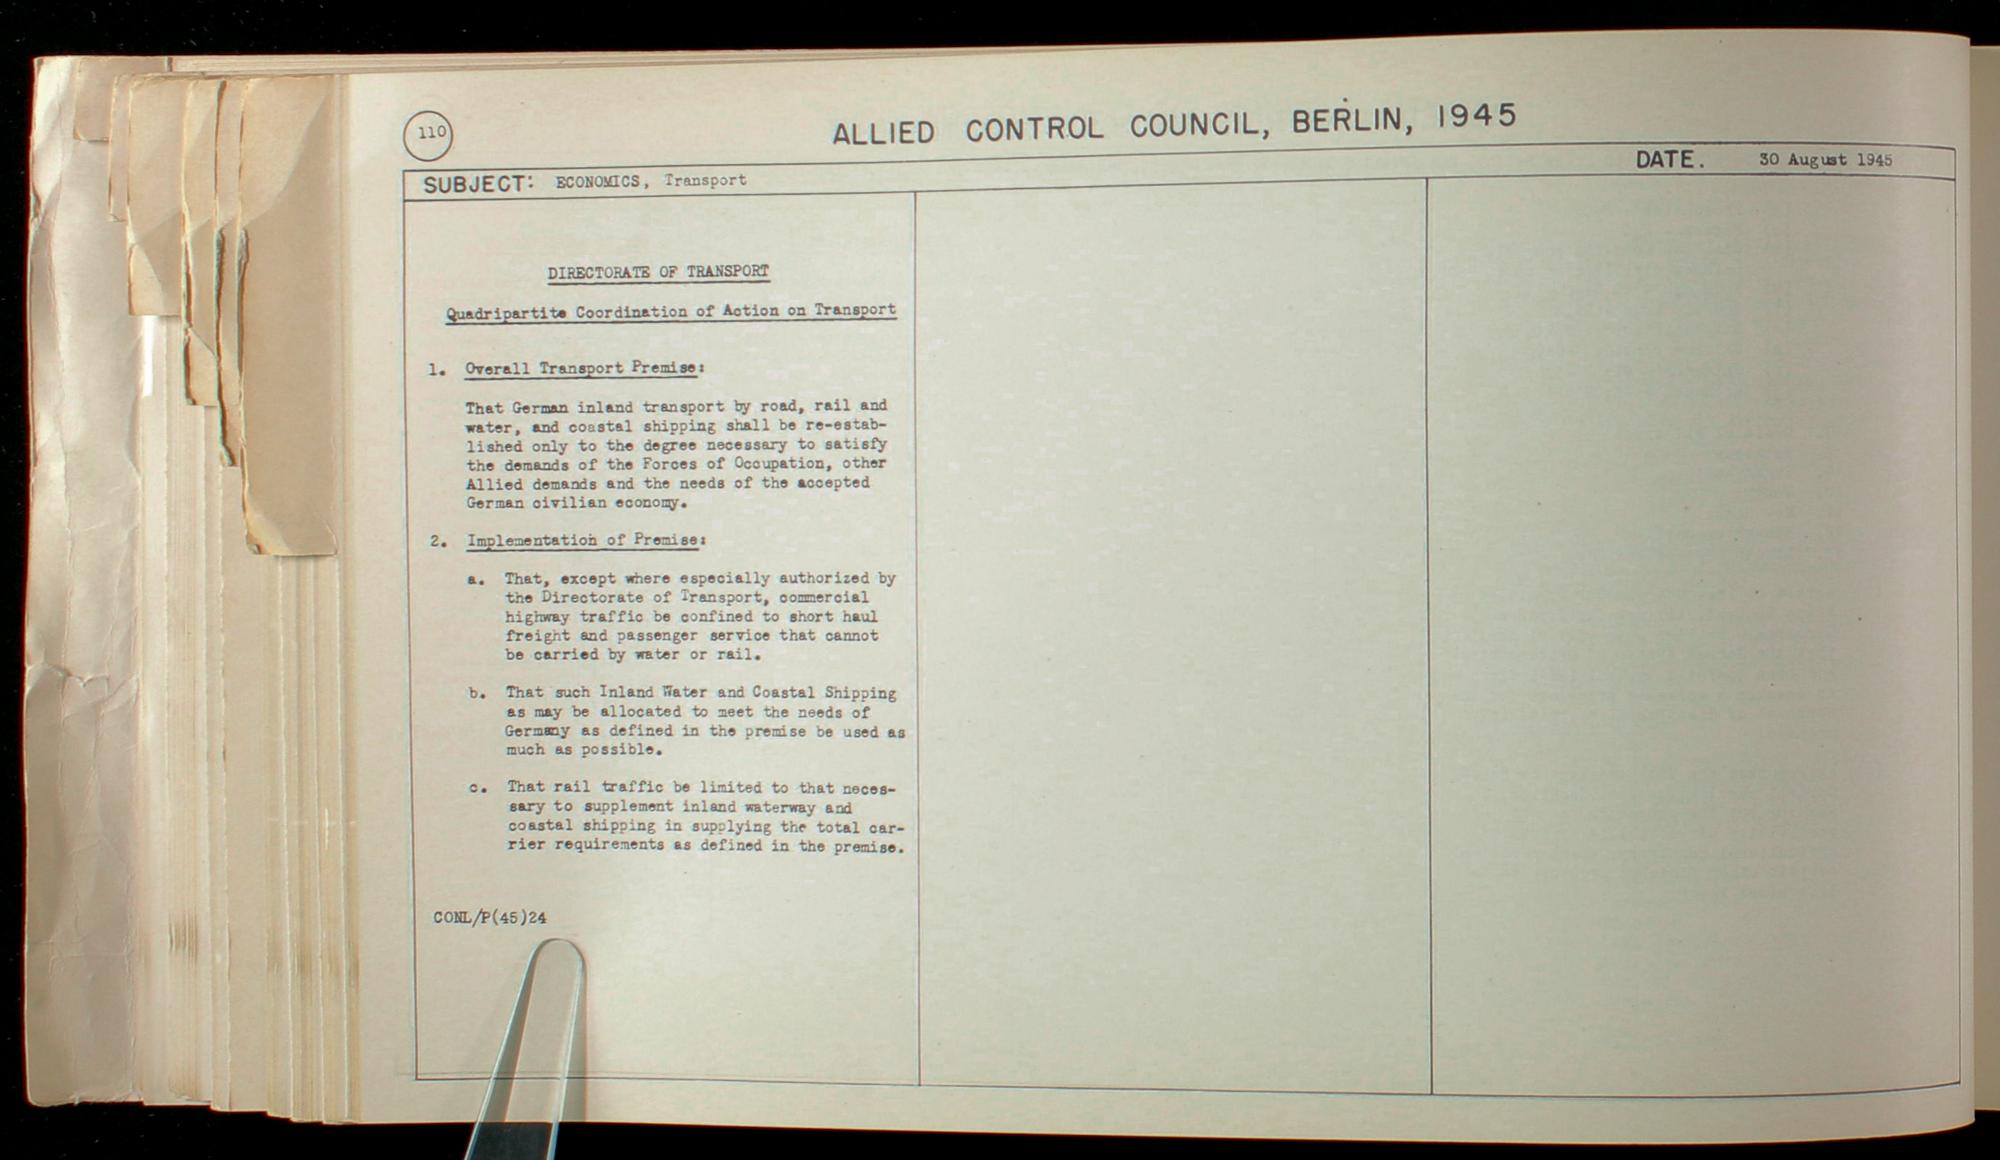 110
ALLIED CONTROL COUNCIL, BERLIN, 1945
DATE. 30 August 1945
SUBJECT: ECONOMICS, Transport
DIRECTORATE OF TRANSPORT
Quadripartite Coordination of Action on Transport
1. Overall Transport Premise:
That German inland transport by road, rail and
water, and coastal shipping shall be re-estab-
lished only to the degree necessary to satisfy
the demands of the Forces of Occupation, other
Allied demands and the needs of the accepted
German civilian economy.
2. Implementation of Premise:
a. That, except where especially authorized by
the Directorate of Transport, commercial
highway traffic be confined to short haul
freight and passenger service that cannot
be carried by water or rail.
b. That such Inland Water and Coastal Shipping
as may be allocated to meet the needs of
Germany as defined in the premise be used as
much as possible.
c. That rail traffic be limited to that neces-
sary to supplement inland waterway and
coastal shipping in supplying the total car-
rier requirements as defined in the premise.
CONL/P(45)24